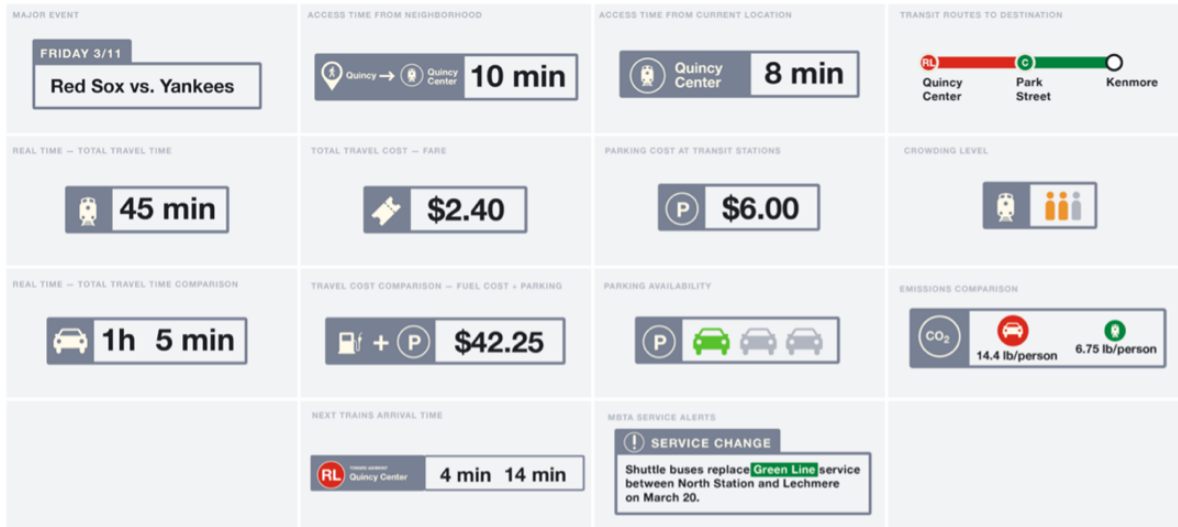 MAJOR EVENT
FRIDAY 3/11
Red Sox vs. Yankees
ACCESS TIME FROM NEIGHBORHOOD
Quincy → Quincy Center 10 min
ACCESS TIME FROM CURRENT LOCATION
Quincy Center 8 min
TRANSIT ROUTES TO DESTINATION
RL C
Quincy Center
Park Street
Kenmore
REAL TIME — TOTAL TRAVEL TIME
45 min
TOTAL TRAVEL COST — FARE
$2.40
PARKING COST AT TRANSIT STATIONS
P $6.00
CROWDING LEVEL
REAL TIME — TOTAL TRAVEL TIME COMPARISON
1h 5 min
TRAVEL COST COMPARISON — FUEL COST + PARKING
+ P $42.25
PARKING AVAILABILITY
P
EMISSIONS COMPARISON
CO₂
14.4 lb/person
6.75 lb/person
NEXT TRAINS ARRIVAL TIME
RL
Quincy Center 4 min 14 min
MBTA SERVICE ALERTS
! SERVICE CHANGE
Shuttle buses replace Green Line service
between North Station and Lechmere
on March 20.